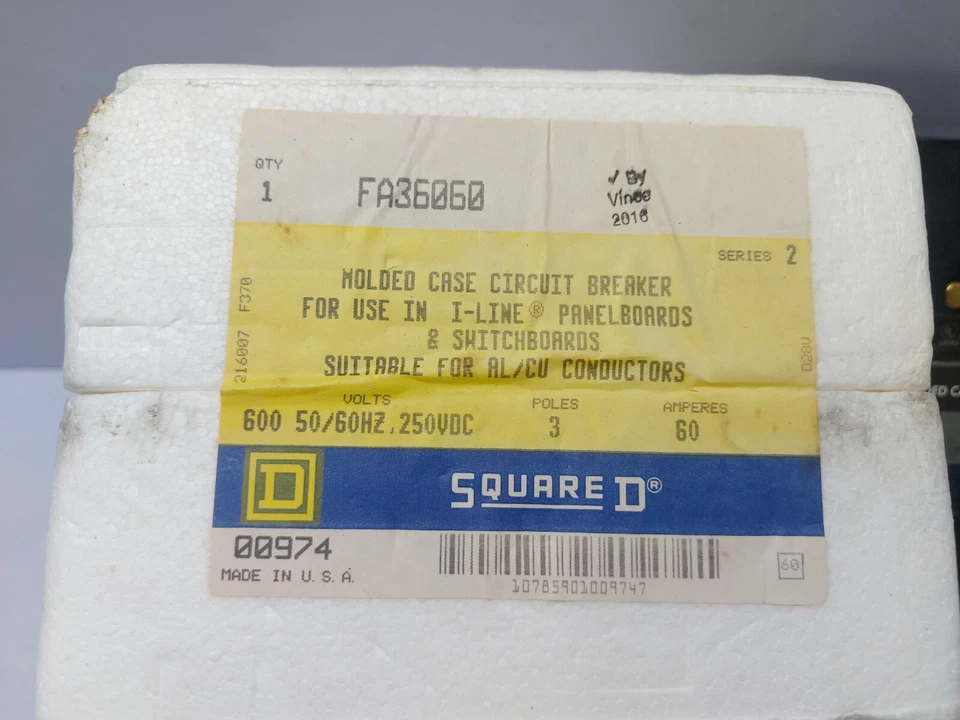 QTY
1 FA36060
✓ By
Vince
2016
SERIES 2
MOLDED CASE CIRCUIT BREAKER
FOR USE IN I-LINE® PANELBOARDS
& SWITCHBOARDS
SUITABLE FOR AL/CU CONDUCTORS
216007 F370
D28U
VOLTS POLES AMPERES
600 50/60HZ,250VDC 3 60
D SQUARE D®
00974
MADE IN U.S.A.
10785901009747
60